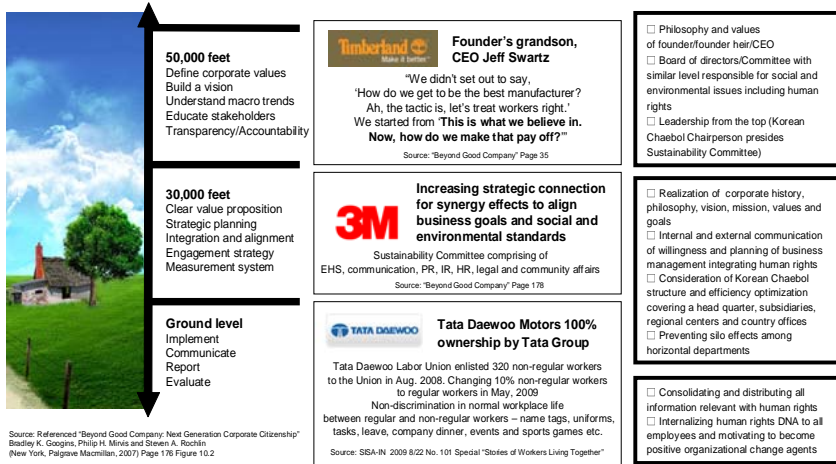 50,000 feet
Define corporate values
Build a vision
Understand macro trends
Educate stakeholders
Transparency/Accountability
30,000 feet
Clear value proposition
Strategic planning
Integration and alignment
Engagement strategy
Measurement system
Ground level
Implement
Communicate
Report
Evaluate
Source: Referenced "Beyond Good Company: Next Generation Corporate Citizenship"
Bradley K. Googins, Philip H. Mirvis and Steven A. Rochlin
(New York, Palgrave Macmillan, 2007) Page 176 Figure 10.2
Timberland
Make it better™
Founder's grandson,
CEO Jeff Swartz
"We didn't set out to say,
'How do we get to be the best manufacturer?
Ah, the tactic is, let's treat workers right.'
We started from 'This is what we believe in.
Now, how do we make that pay off?'"
Source: "Beyond Good Company" Page 35
3M
Increasing strategic connection
for synergy effects to align
business goals and social and
environmental standards
Sustainability Committee comprising of
EHS, communication, PR, IR, HR, legal and community affairs
Source: "Beyond Good Company" Page 178
TATA DAEWOO
Tata Daewoo Motors 100%
ownership by Tata Group
Tata Daewoo Labor Union enlisted 320 non-regular workers
to the Union in Aug. 2008. Changing 10% non-regular workers
to regular workers in May, 2009
Non-discrimination in normal workplace life
between regular and non-regular workers – name tags, uniforms,
tasks, leave, company dinner, events and sports games etc.
Source: SISA-IN 2009 8/22 No. 101 Special "Stories of Workers Living Together"
□ Philosophy and values
of founder/founder heir/CEO
□ Board of directors/Committee with
similar level responsible for social and
environmental issues including human
rights
□ Leadership from the top (Korean
Chaebol Chairperson presides
Sustainability Committee)
□ Realization of corporate history,
philosophy, vision, mission, values and
goals
□ Internal and external communication
of willingness and planning of business
management integrating human rights
□ Consideration of Korean Chaebol
structure and efficiency optimization
covering a head quarter, subsidiaries,
regional centers and country offices
□ Preventing silo effects among
horizontal departments
□ Consolidating and distributing all
information relevant with human rights
□ Internalizing human rights DNA to all
employees and motivating to become
positive organizational change agents